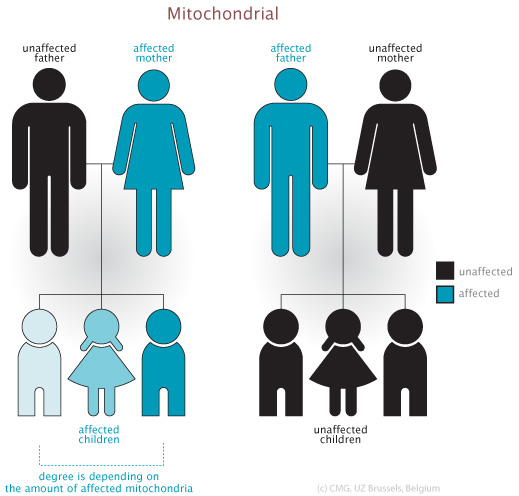 Mitochondrial
unaffected
father
affected
mother
affected
father
unaffected
mother
unaffected
affected
affected
children
unaffected
children
degree is depending on
the amount of affected mitochondria
(c) CMG, UZ Brussels, Belgium